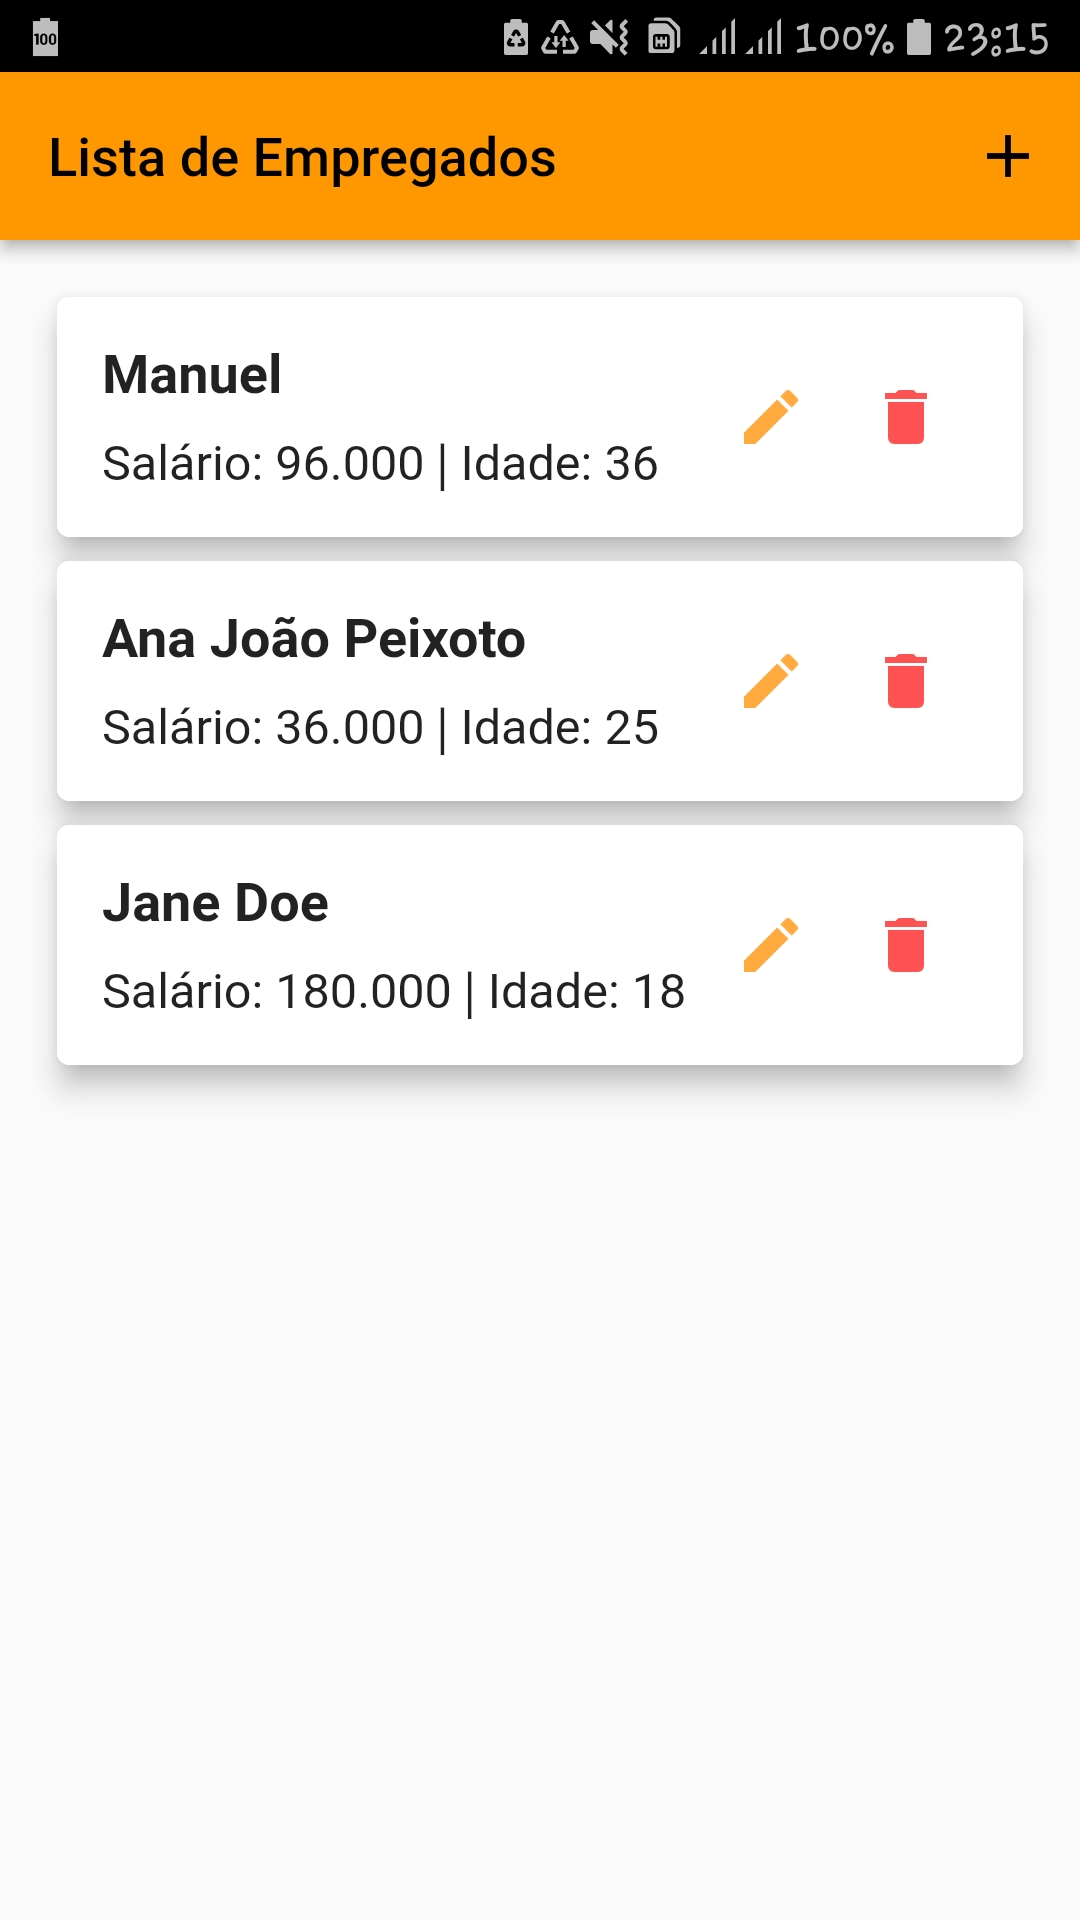 100
100% 23:15
Lista de Empregados
Manuel
Salário: 96.000 | Idade: 36
Ana João Peixoto
Salário: 36.000 | Idade: 25
Jane Doe
Salário: 180.000 | Idade: 18